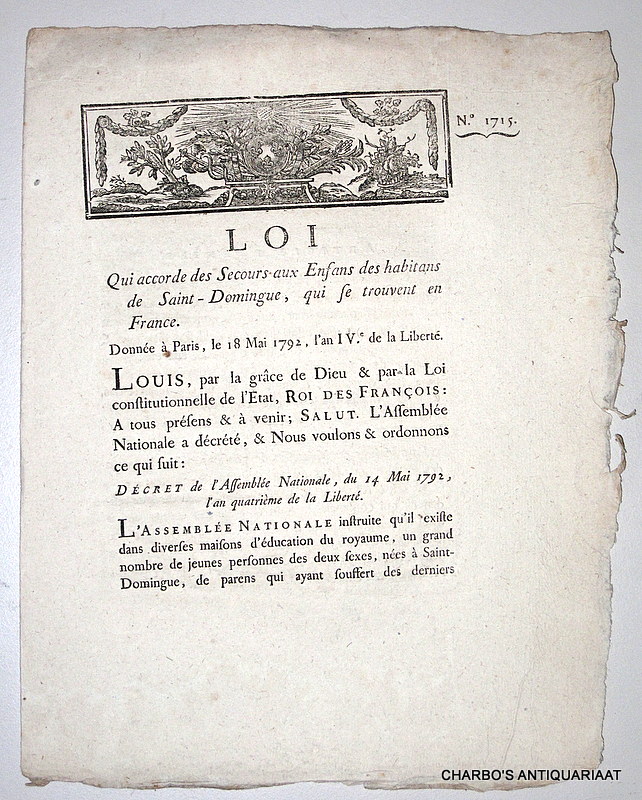 N.º 1715.
LOI
Qui accorde des Secours aux Enfans des habitans
de Saint-Domingue, qui ſe trouvent en
France.
Donnée à Paris, le 18 Mai 1792, l'an IV.e de la Liberté.
LOUIS, par la grâce de Dieu & par la Loi
conſtitutionnelle de l'État, ROI DES FRANÇOIS:
A tous préſens & à venir; SALUT. L'Aſſemblée
Nationale a décrété, & Nous voulons & ordonnons
ce qui ſuit:
DÉCRET de l'Aſſemblée Nationale, du 14 Mai 1792,
l'an quatrième de la Liberté.
L'ASSEMBLÉE NATIONALE inſtruite qu'il exiſte
dans diverſes maiſons d'éducation du royaume, un grand
nombre de jeunes perſonnes des deux ſexes, nées à Saint-
Domingue, de parens qui ayant ſouffert des derniers
CHARBO'S ANTIQUARIAAT